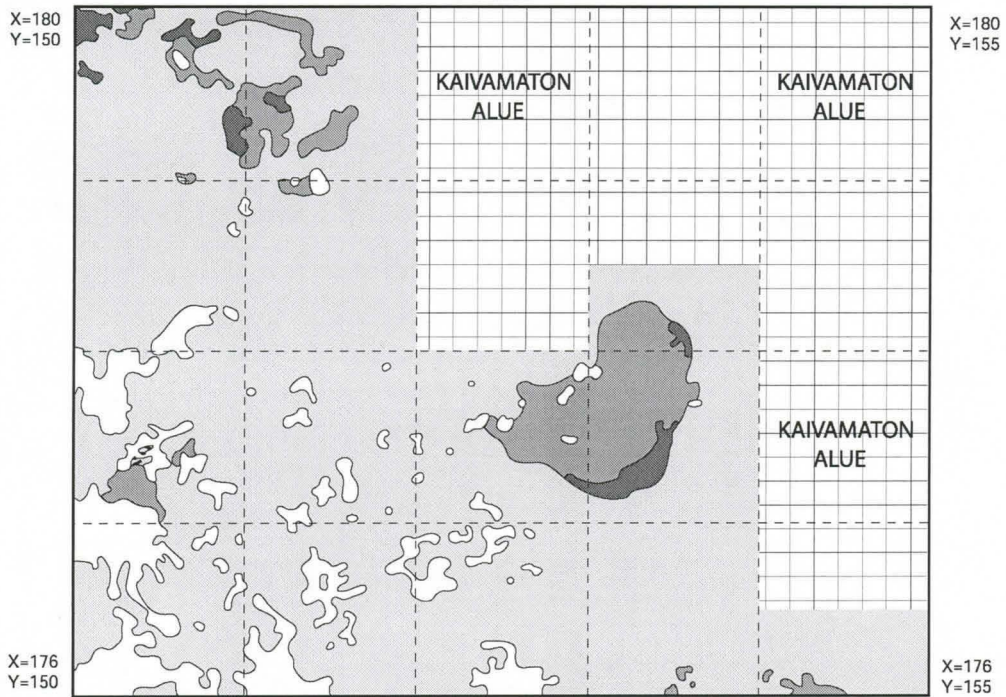 X=180
Y=150
X=180
Y=155
KAIVAMATON
ALUE
KAIVAMATON
ALUE
KAIVAMATON
ALUE
X=176
Y=150
X=176
Y=155